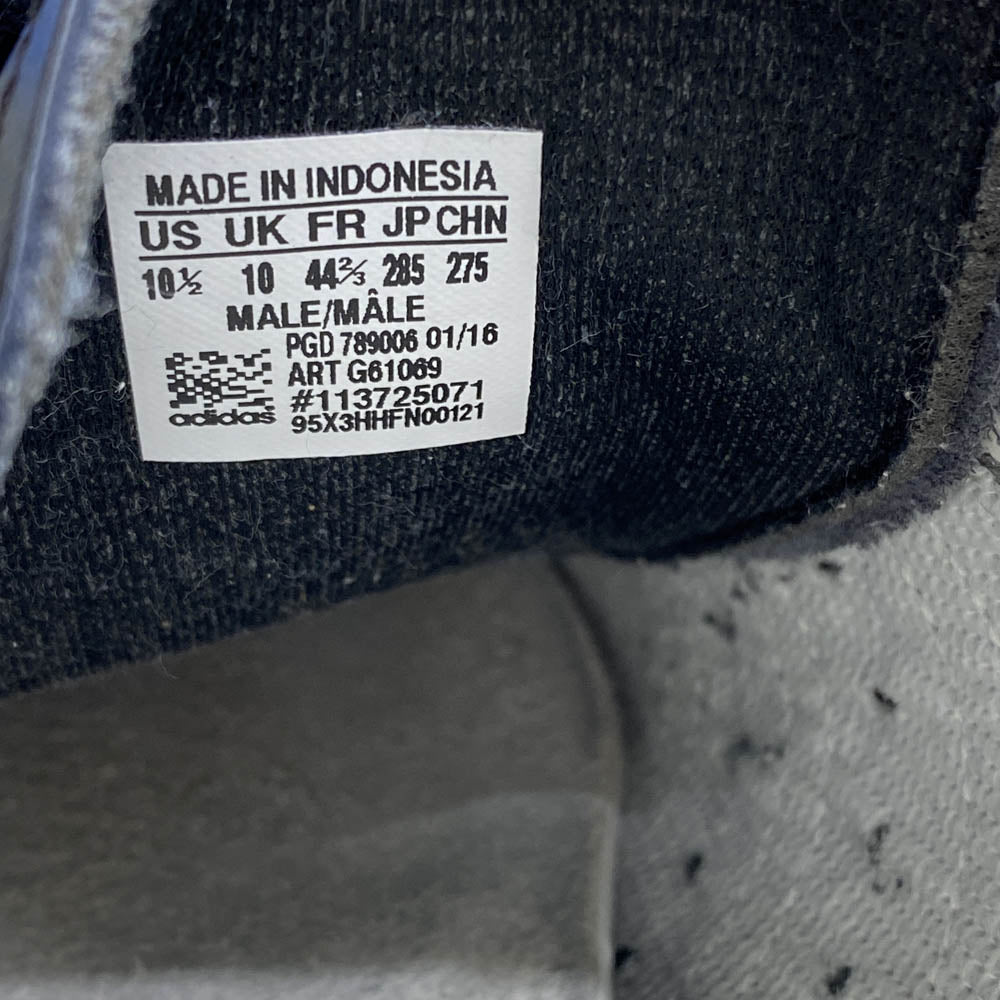 MADE IN INDONESIA
US UK FR JP CHN
10½ 10 44⅔ 285 275
MALE/MÂLE
PGD 789006 01/16
ART G61069
#113725071
95X3HHFN00121
adidas